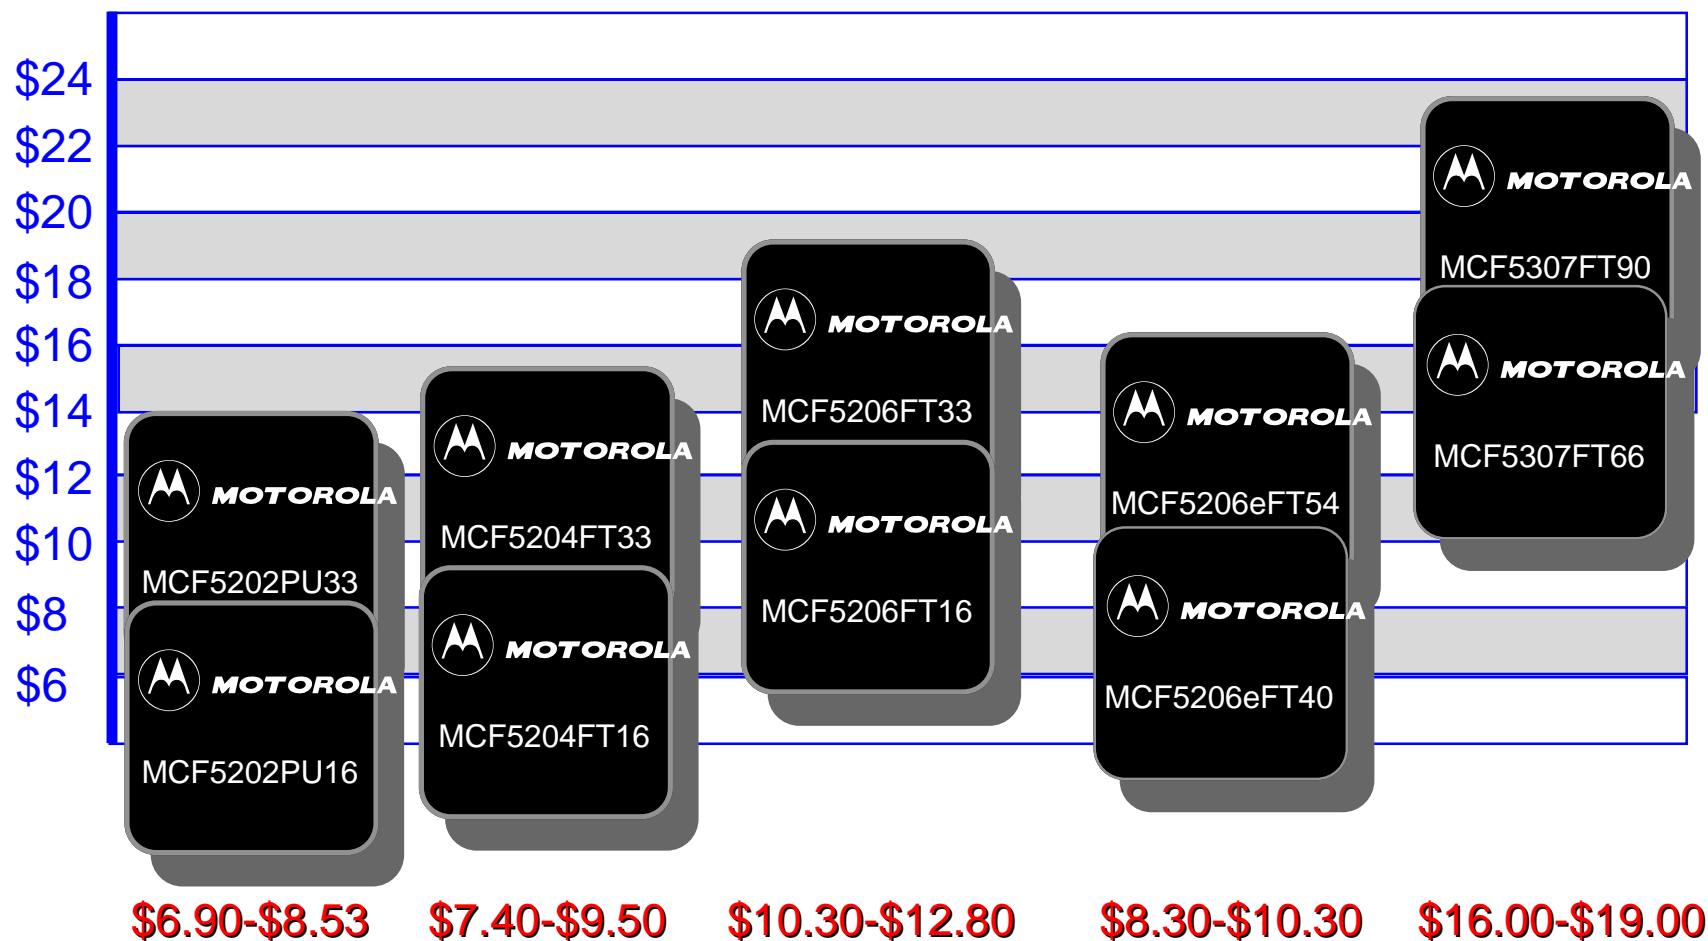 $24
$22
$20
$18
$16
$14
$12
$10
$8
$6
MOTOROLA
MCF5202PU33
MOTOROLA
MCF5202PU16
MOTOROLA
MCF5204FT33
MOTOROLA
MCF5204FT16
MOTOROLA
MCF5206FT33
MOTOROLA
MCF5206FT16
MOTOROLA
MCF5206eFT54
MOTOROLA
MCF5206eFT40
MOTOROLA
MCF5307FT90
MOTOROLA
MCF5307FT66
$6.90-$8.53
$7.40-$9.50
$10.30-$12.80
$8.30-$10.30
$16.00-$19.00